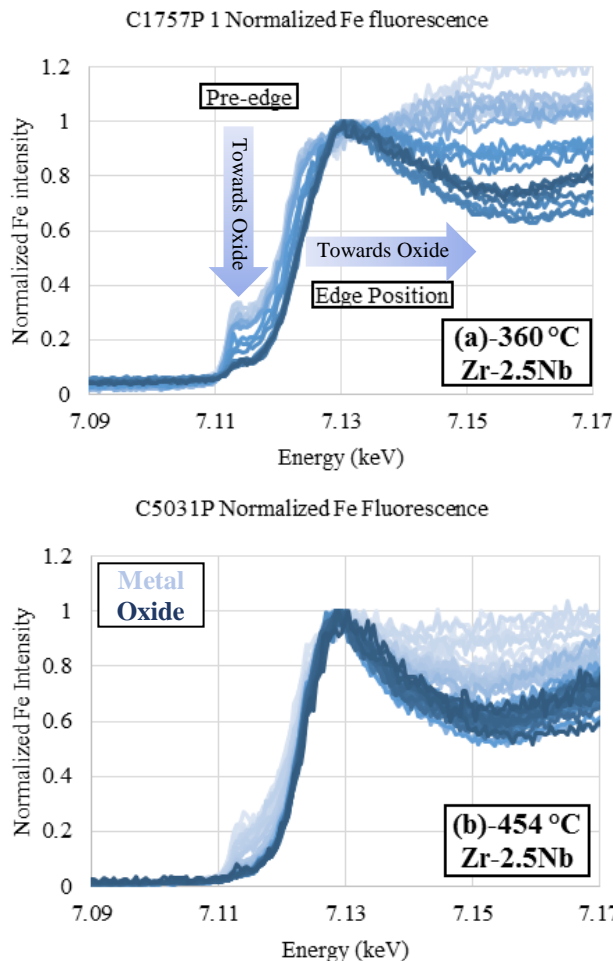 C1757P 1 Normalized Fe fluorescence
1.2
1
0.8
0.6
0.4
0.2
0
Normalized Fe intensity
Pre-edge
Towards Oxide
Towards Oxide
Edge Position
(a)-360 °C
Zr-2.5Nb
7.09
7.11
7.13
7.15
7.17
Energy (keV)
C5031P Normalized Fe Fluorescence
1.2
1
0.8
0.6
0.4
0.2
0
Normalized Fe Intensity
Metal
Oxide
(b)-454 °C
Zr-2.5Nb
7.09
7.11
7.13
7.15
7.17
Energy (keV)